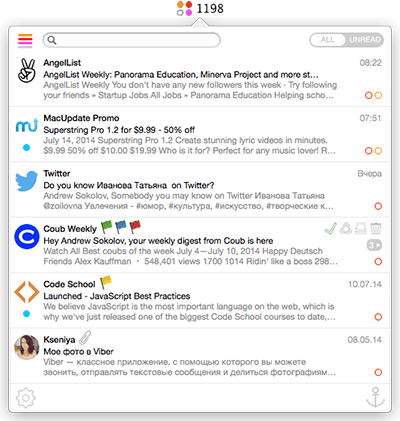 1198
ALL UNREAD
AngelList 08:22
AngelList Weekly: Panorama Education, Minerva Project and more st…
AngelList Weekly You don't have any new followers this week · Try following
your friends » Startup Jobs All Jobs » Panorama Education Helping scho…
MacUpdate Promo 07:51
Superstring Pro 1.2 for $9.99 - 50% off
July 14, 2014 Superstring Pro 1.2 Create stunning lyric videos in minutes.
$9.99 50% off $10.00 $19.99 Who is it for? Perfect for any music lover! R…
Twitter Вчера
Do you know Иванова Татьяна on Twitter?
Andrew Sokolov, Somebody you may know on Twitter Иванова Татьяна
@zoilovna Увлечения - #юмор, #культура, #искусство, #творческие к…
Coub Weekly
Hey Andrew Sokolov, your weekly digest from Coub is here
3
Watch All Best coubs of the week July 4—July 10, 2014 Happy Deutsch
Friends Alex Kauffman · 548,401 views 1700 1014 Ridin' like a boss 298…
Code School 10.07.14
Launched - JavaScript Best Practices
We believe JavaScript is the most important language on the web, which is
why we've just released one of the biggest Code School courses to date,…
Kseniya 08.05.14
Мое фото в Viber
Viber — классное приложение, с помощью которого вы можете
звонить, отправлять текстовые сообщения и делиться фотографиям…